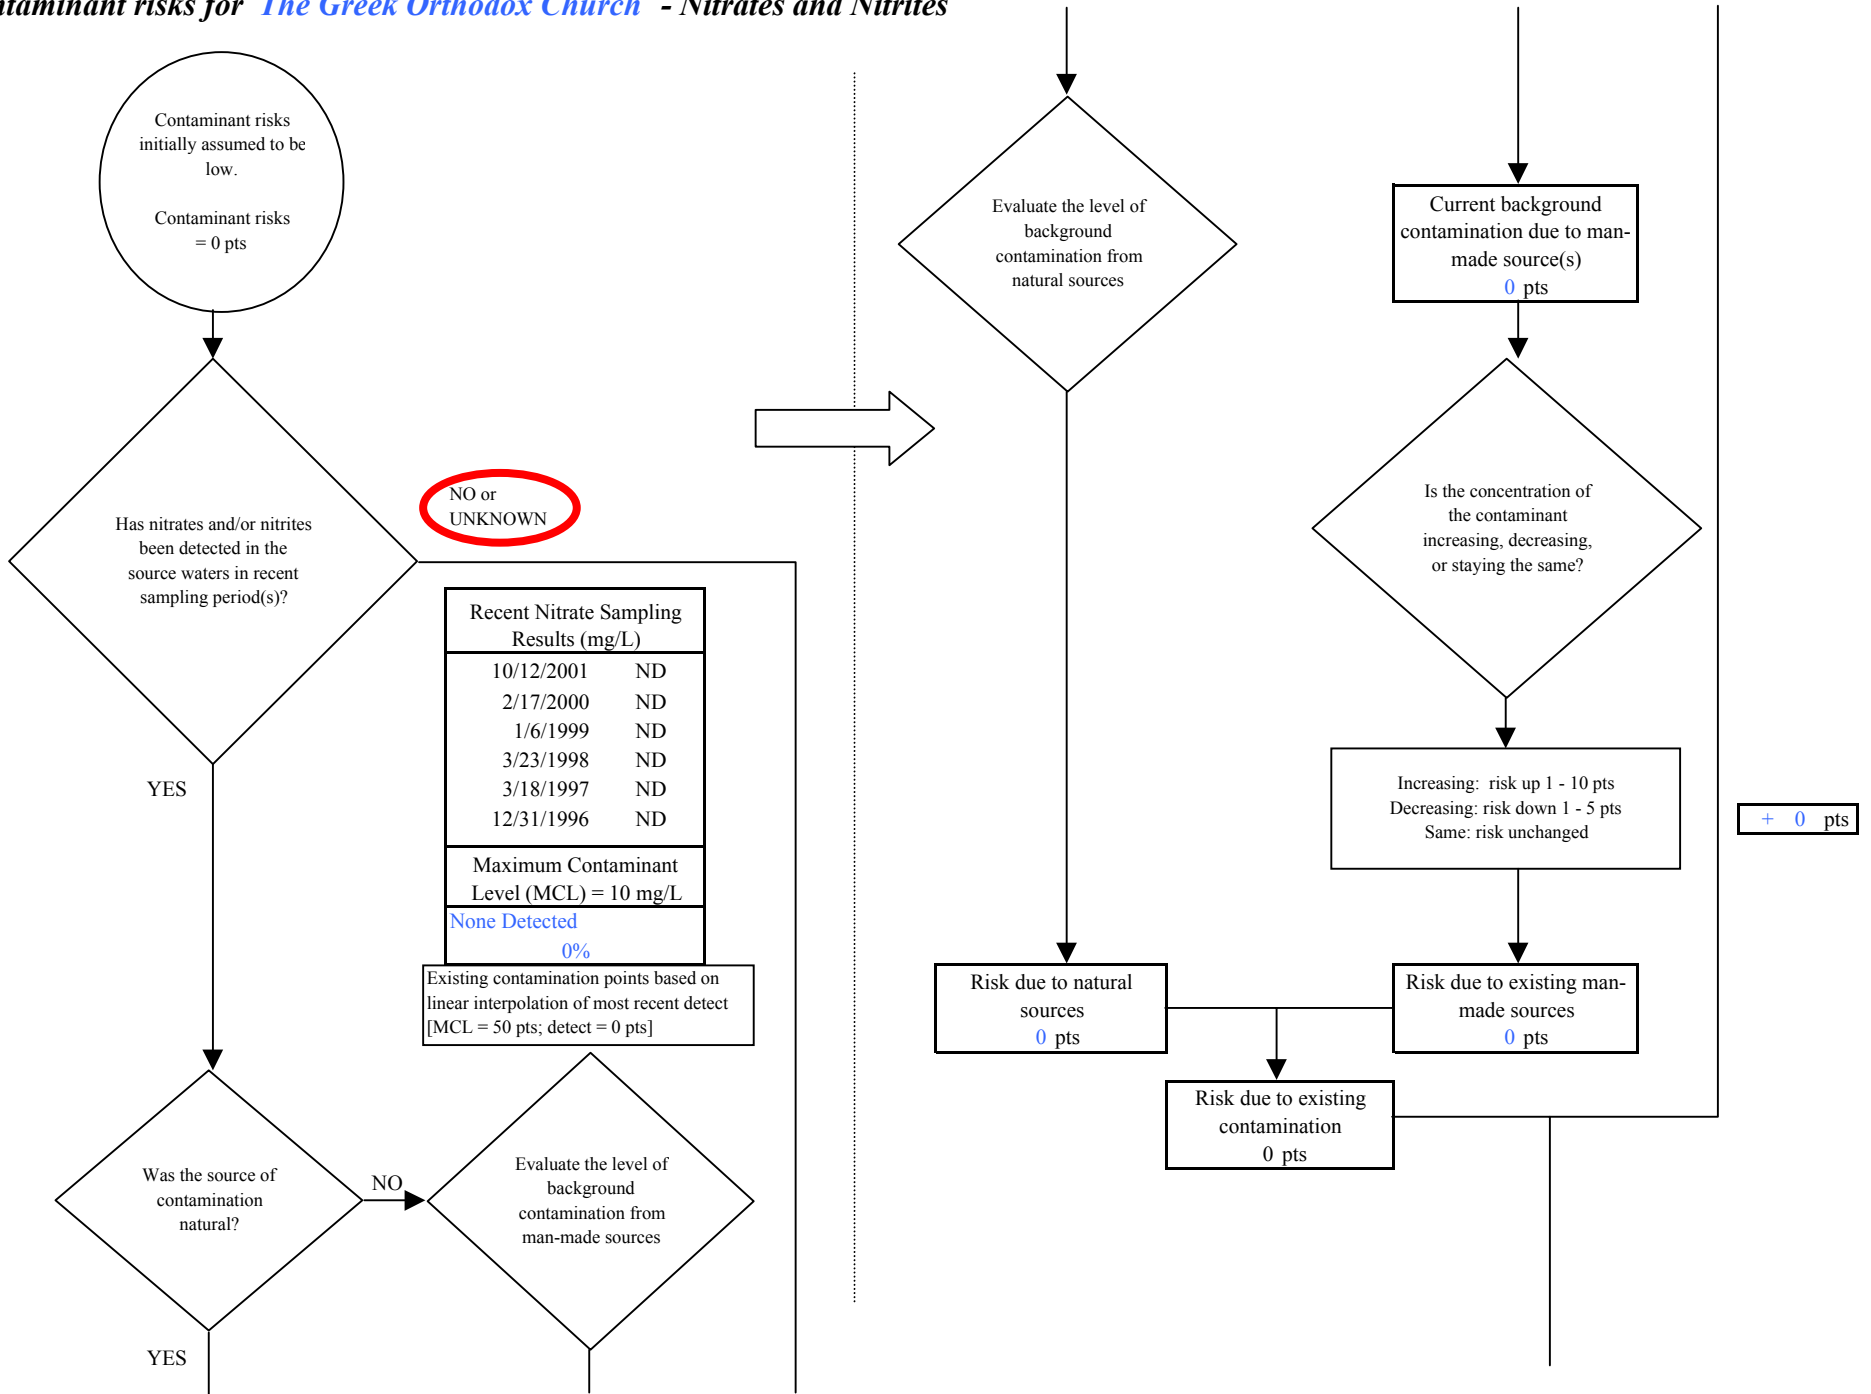 ntaminant risks for The Greek Orthodox Church - Nitrates and Nitrites
Contaminant risks
initially assumed to be
low.
Contaminant risks
= 0 pts
Has nitrates and/or nitrites
been detected in the
source waters in recent
sampling period(s)?
NO or
UNKNOWN
YES
Recent Nitrate Sampling
Results (mg/L)
10/12/2001 ND
2/17/2000 ND
1/6/1999 ND
3/23/1998 ND
3/18/1997 ND
12/31/1996 ND
Maximum Contaminant
Level (MCL) = 10 mg/L
None Detected
0%
Existing contamination points based on
linear interpolation of most recent detect
[MCL = 50 pts; detect = 0 pts]
Was the source of
contamination
natural?
NO
YES
Evaluate the level of
background
contamination from
man-made sources
Evaluate the level of
background
contamination from
natural sources
Current background
contamination due to man-
made source(s)
0 pts
Is the concentration of
the contaminant
increasing, decreasing,
or staying the same?
Increasing: risk up 1 - 10 pts
Decreasing: risk down 1 - 5 pts
Same: risk unchanged
+ 0 pts
Risk due to natural
sources
0 pts
Risk due to existing man-
made sources
0 pts
Risk due to existing
contamination
0 pts